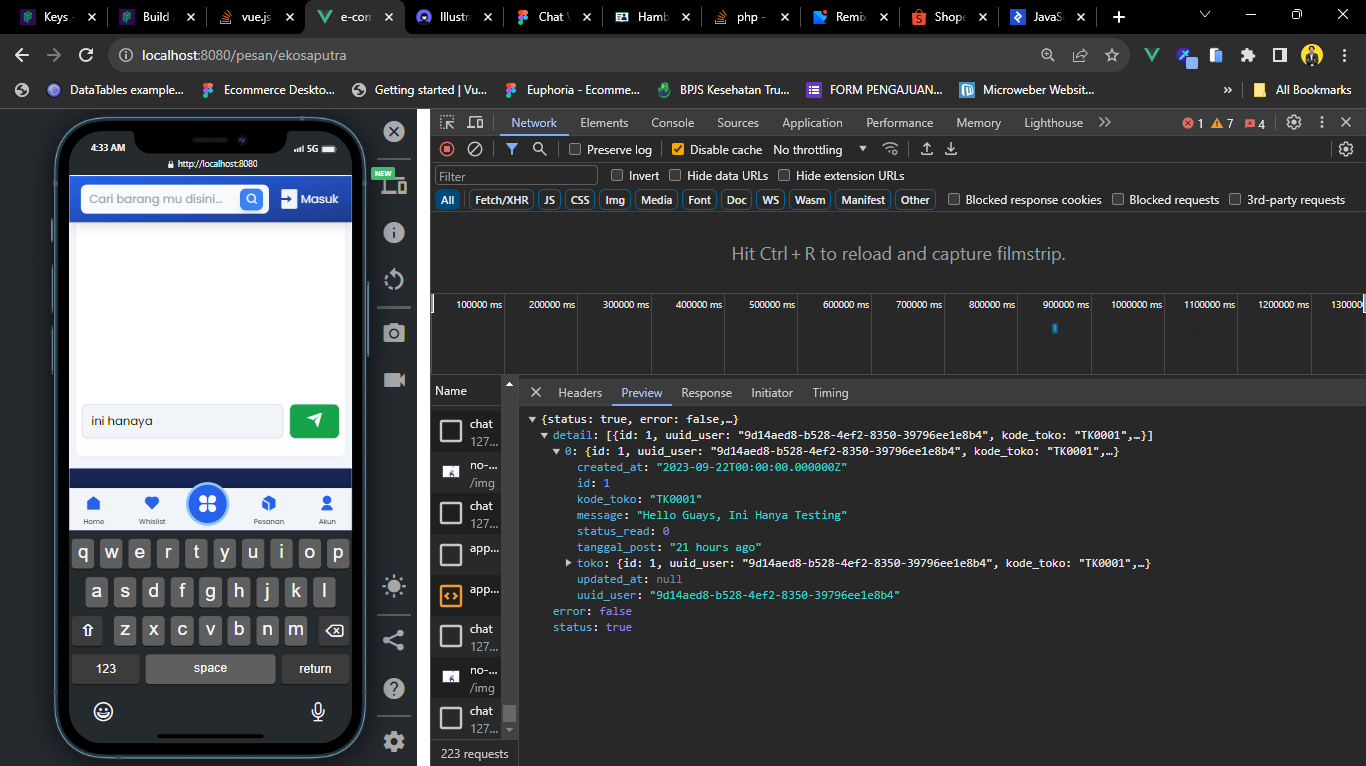 Keys -
Build
vue.js
e-com
Illustra
Chat
Hamb
php -
Remix
Shope
JavaS
localhost:8080/pesan/ekosaputra
DataTables example...
Ecommerce Deskto...
Getting started | Vu...
Euphoria - Ecomme...
BPJS Kesehatan Tru...
FORM PENGAJUAN...
Microweber Websit...
»
All Bookmarks
4:33 AM
5G
http://localhost:8080
Cari barang mu disini...
Masuk
ini hanaya
Home
Whislist
Pesanan
Akun
q w e r t y u i o p
a s d f g h j k l
z x c v b n m
123
space
return
NEW
Network
Elements
Console
Sources
Application
Performance
Memory
Lighthouse
1
7
4
Preserve log
Disable cache
No throttling
Filter
Invert
Hide data URLs
Hide extension URLs
All
Fetch/XHR
JS
CSS
Img
Media
Font
Doc
WS
Wasm
Manifest
Other
Blocked response cookies
Blocked requests
3rd-party requests
Hit Ctrl + R to reload and capture filmstrip.
100000 ms
200000 ms
300000 ms
400000 ms
500000 ms
600000 ms
700000 ms
800000 ms
900000 ms
1000000 ms
1100000 ms
1200000 ms
130000
Name
chat
127...
no-...
/img
chat
127...
app...
app...
chat
127...
no-...
/img
chat
127...
223 requests
Headers
Preview
Response
Initiator
Timing
{status: true, error: false,…}
detail: [{id: 1, uuid_user: "9d14aed8-b528-4ef2-8350-39796ee1e8b4", kode_toko: "TK0001",…}]
0: {id: 1, uuid_user: "9d14aed8-b528-4ef2-8350-39796ee1e8b4", kode_toko: "TK0001",…}
created_at: "2023-09-22T00:00:00.000000Z"
id: 1
kode_toko: "TK0001"
message: "Hello Guays, Ini Hanya Testing"
status_read: 0
tanggal_post: "21 hours ago"
toko: {id: 1, uuid_user: "9d14aed8-b528-4ef2-8350-39796ee1e8b4", kode_toko: "TK0001",…}
updated_at: null
uuid_user: "9d14aed8-b528-4ef2-8350-39796ee1e8b4"
error: false
status: true